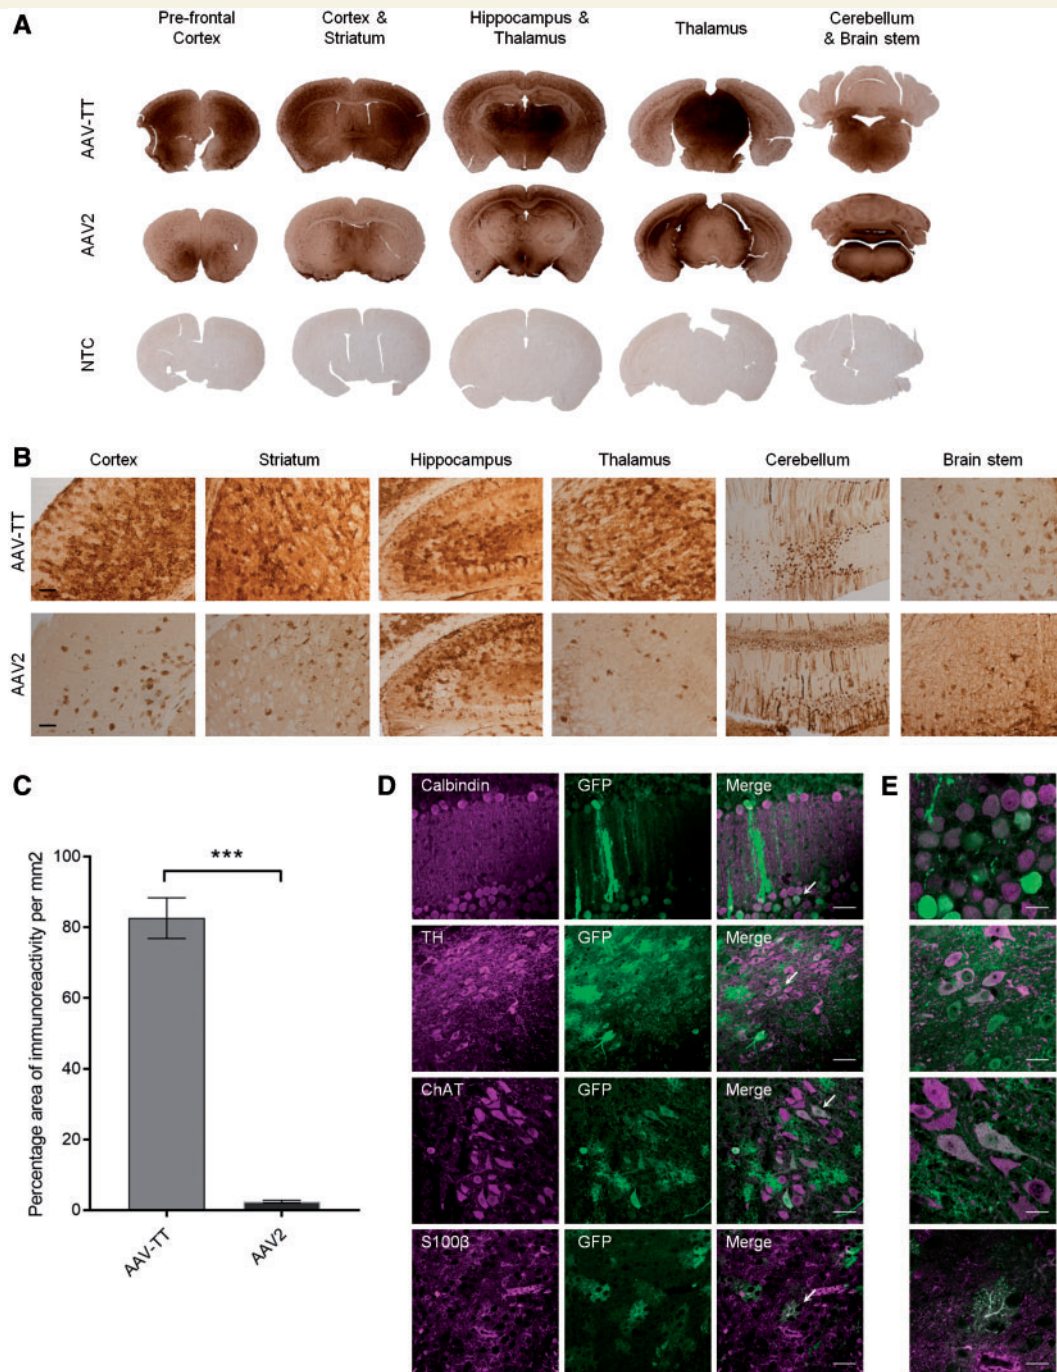 A
Pre-frontal
Cortex
Cortex &
Striatum
Hippocampus &
Thalamus
Thalamus
Cerebellum
& Brain stem
AAV-TT
AAV2
NTC
B
Cortex
Striatum
Hippocampus
Thalamus
Cerebellum
Brain stem
AAV-TT
AAV2
C
Percentage area of immunoreactivity per mm2
100
80
60
40
20
0
***
AAV-TT
AAV2
D
Calbindin
GFP
Merge
TH
GFP
Merge
ChAT
GFP
Merge
S100β
GFP
Merge
E